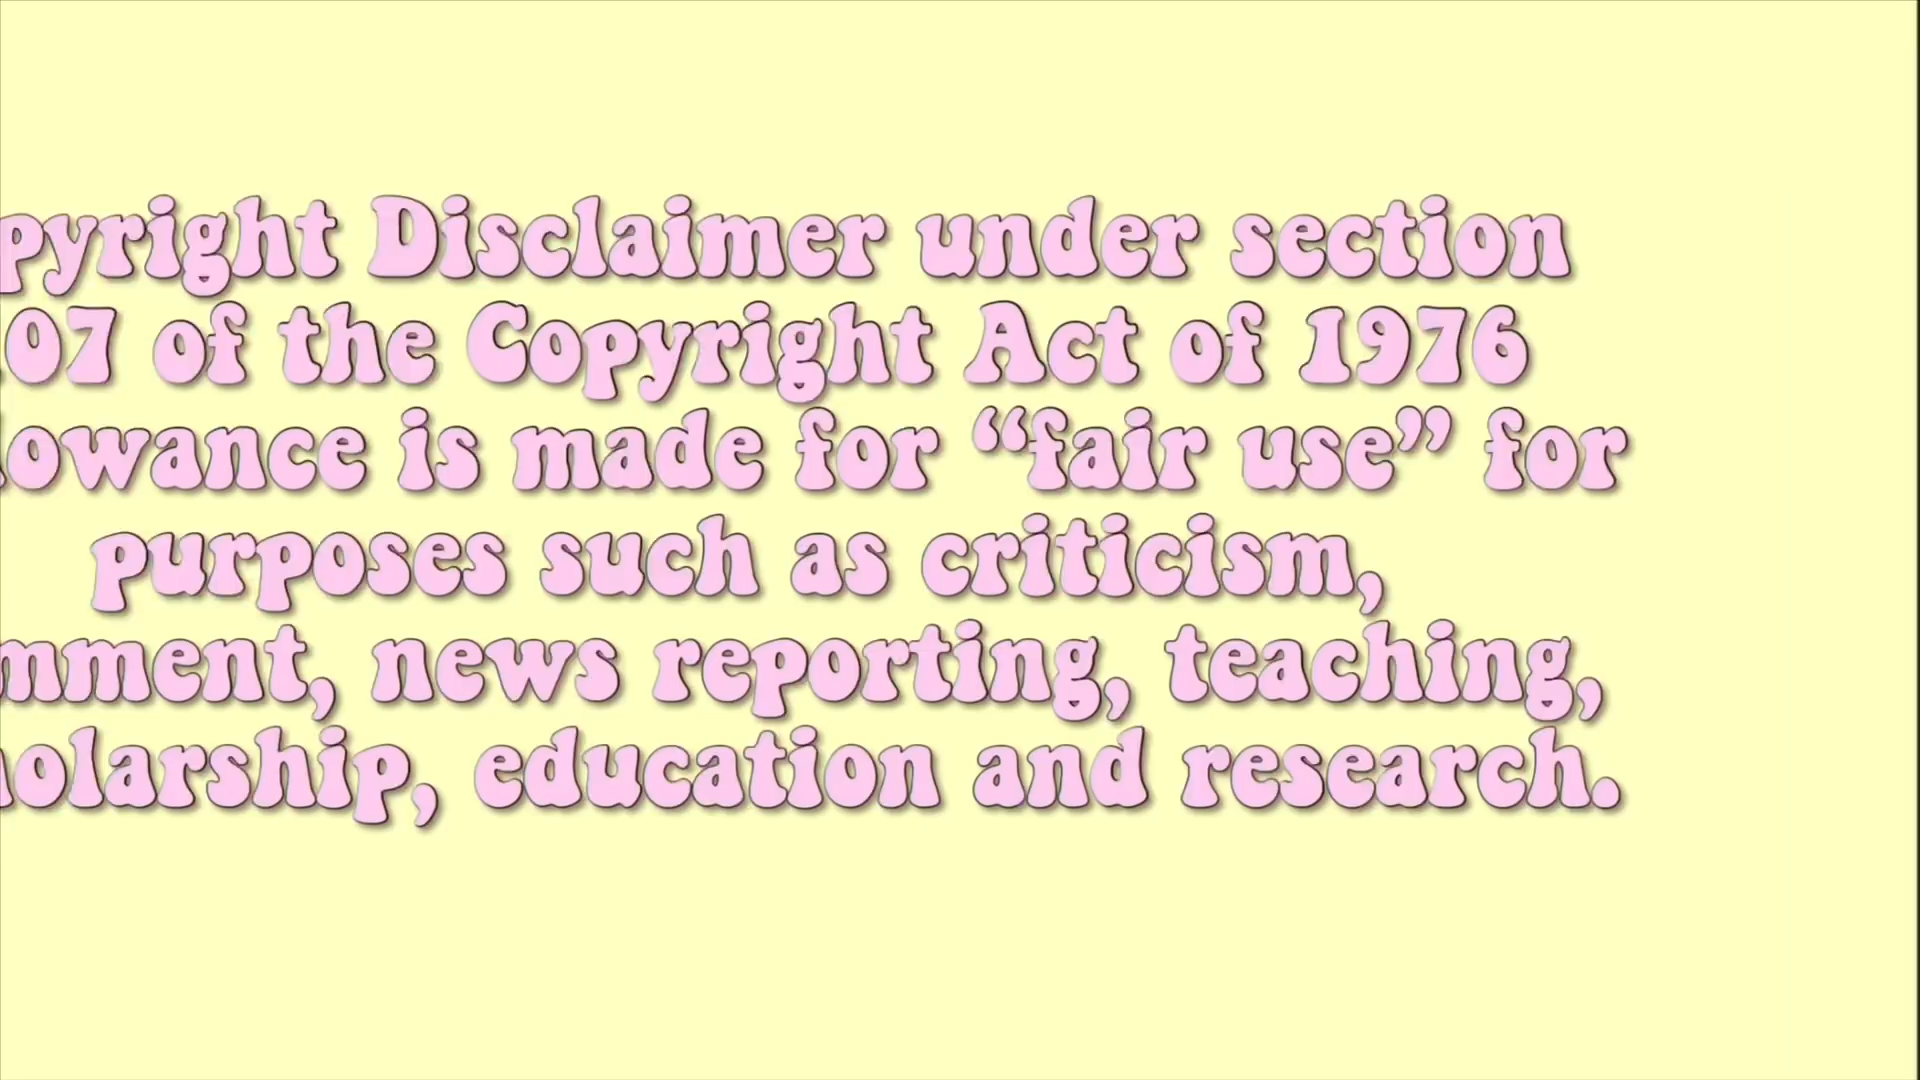 pyright Disclaimer under section
07 of the Copyright Act of 1976
lowance is made for “fair use” for
purposes such as criticism,
mment, news reporting, teaching,
holarship, education and research.